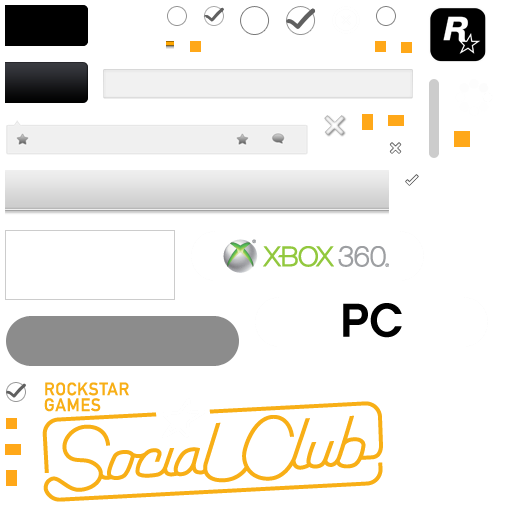 R
XBOX 360.
PC
ROCKSTAR
GAMES
Social Club